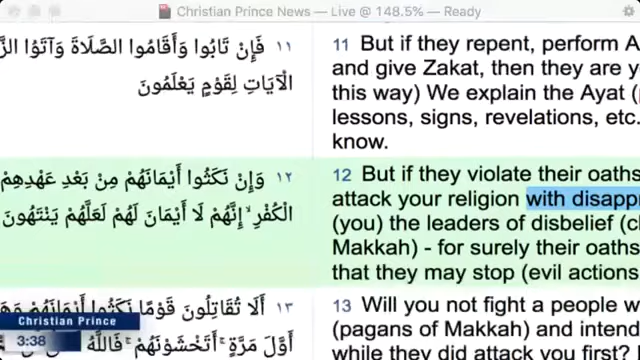 Christian Prince News — Live @ 148.5% — Ready
١١ فَإِنْ تَابُوا وَأَقَامُوا الصَّلَاةَ وَآتَوُا
الْآيَاتِ لِقَوْمٍ يَعْلَمُونَ
11 But if they repent, perform A
and give Zakat, then they are y
this way) We explain the Ayat (p
lessons, signs, revelations, etc.
know.
١٢ وَإِنْ نَكَثُوا أَيْمَانَهُمْ مِنْ بَعْدِ عَهْدِهِمْ
الْكُفْرِ ۙ إِنَّهُمْ لَا أَيْمَانَ لَهُمْ لَعَلَّهُمْ يَنْتَهُونَ
12 But if they violate their oaths
attack your religion with disappr
(you) the leaders of disbelief (c
Makkah) - for surely their oaths
that they may stop (evil actions
١٣ أَلَا تُقَاتِلُونَ قَوْمًا نَكَثُوا أَيْمَانَهُمْ
أَوَّلَ مَرَّةٍ ۚ أَتَخْشَوْنَهُمْ ۚ فَاللَّهُ
13 Will you not fight a people w
(pagans of Makkah) and intend
while they did attack you first?
Christian Prince
3:38